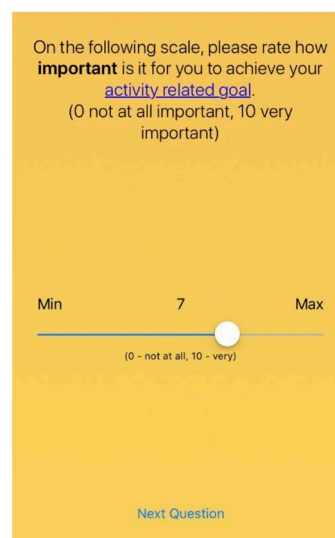 On the following scale, please rate how
important is it for you to achieve your
activity related goal.
(0 not at all important, 10 very
important)
Min 7 Max
(0 - not at all, 10 - very)
Next Question